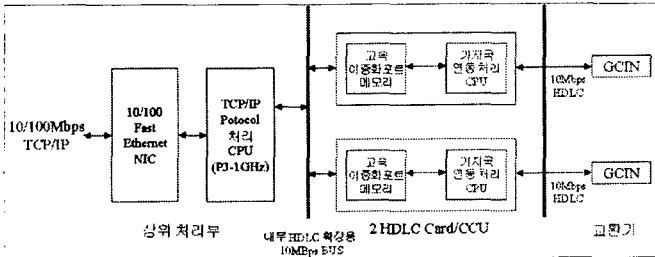 10/100Mbps
TCP/IP
10/100
Fast
Ethernet
NIC
TCP/IP
Potocol
처리
CPU
(P3-1GHz)
고속
이중화포트
메모리
기지국
연동 처리
CPU
10Mbps
HDLC
GCIN
고속
이중화포트
메모리
기지국
연동 처리
CPU
10Mbps
HDLC
GCIN
상위 처리부
내부 HDLC 확장용
10MBps BUS
2 HDLC Card/CCU
교환기